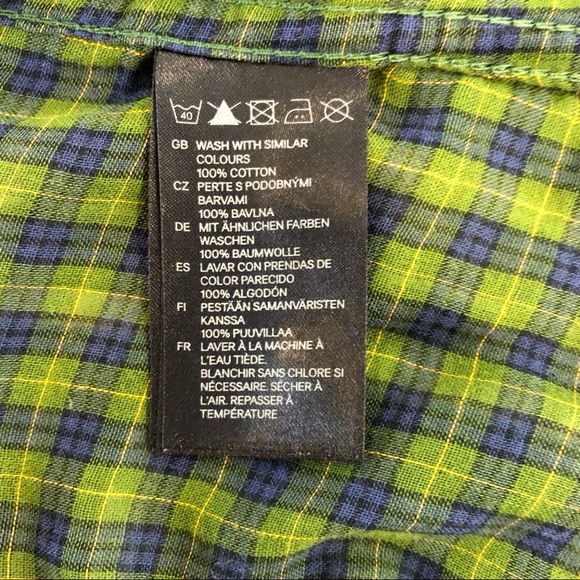 40
GB WASH WITH SIMILAR
COLOURS
100% COTTON
CZ PERTE S PODOBNÝMI
BARVAMI
100% BAVLNA
DE MIT ÄHNLICHEN FARBEN
WASCHEN
100% BAUMWOLLE
ES LAVAR CON PRENDAS DE
COLOR PARECIDO
100% ALGODÓN
FI PESTÄÄN SAMANVÄRISTEN
KANSSA
100% PUUVILLAA
FR LAVER À LA MACHINE À
L'EAU TIÈDE.
BLANCHIR SANS CHLORE SI
NÉCESSAIRE. SÉCHER À
L'AIR. REPASSER À
TEMPÉRATURE